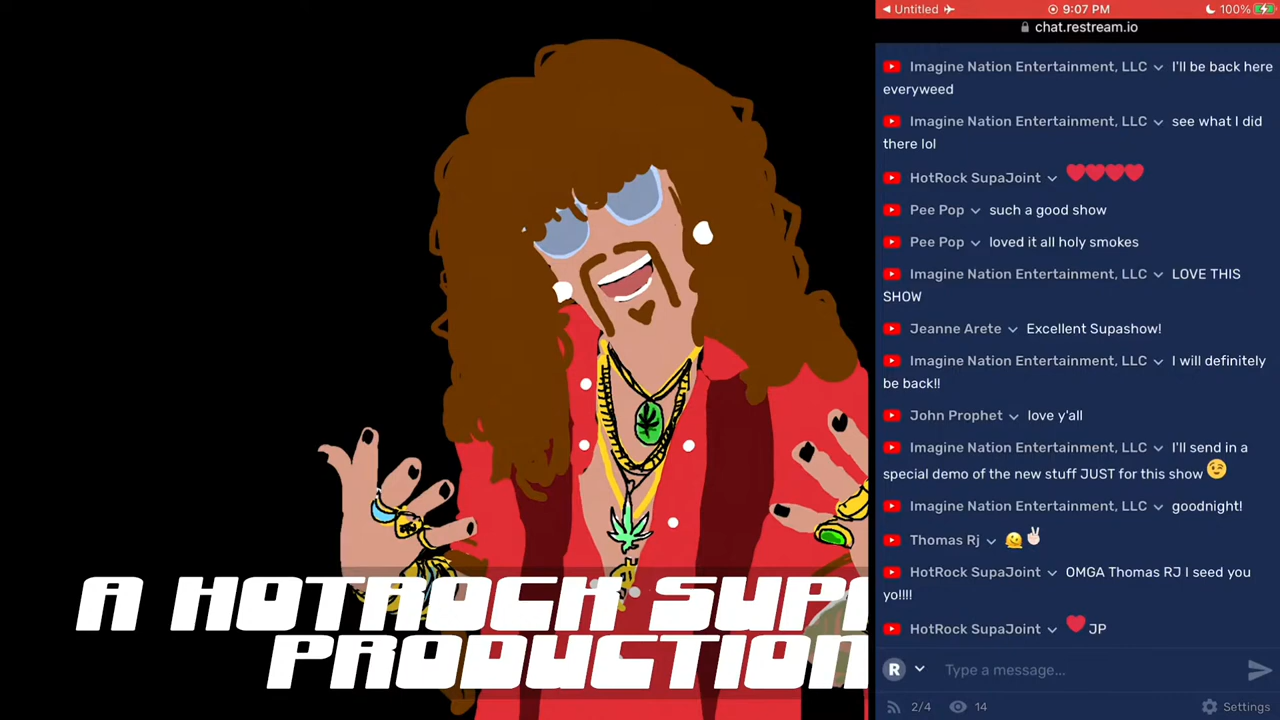 A HOTROCK SUP
PRODUCTION
Untitled
9:07 PM
100%
chat.restream.io
Imagine Nation Entertainment, LLC I'll be back here
everyweed
Imagine Nation Entertainment, LLC see what I did
there lol
HotRock SupaJoint ❤️❤️❤️❤️
Pee Pop such a good show
Pee Pop loved it all holy smokes
Imagine Nation Entertainment, LLC LOVE THIS
SHOW
Jeanne Arete Excellent Supashow!
Imagine Nation Entertainment, LLC I will definitely
be back!!
John Prophet love y'all
Imagine Nation Entertainment, LLC I'll send in a
special demo of the new stuff JUST for this show 😉
Imagine Nation Entertainment, LLC goodnight!
Thomas Rj 🫠✌🏻
HotRock SupaJoint OMGA Thomas RJ I seed you
yo!!!!
HotRock SupaJoint ❤️ JP
R Type a message...
2/4 14 Settings